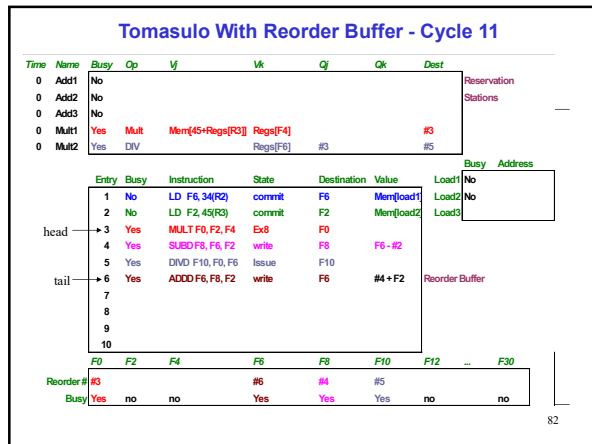 Tomasulo With Reorder Buffer - Cycle 11
Time Name Busy Op Vj Vk Qj Qk Dest
0 Add1 No Reservation
0 Add2 No Stations
0 Add3 No
0 Mult1 Yes Mult Mem[45+Regs[R3]] Regs[F4] #3
0 Mult2 Yes DIV Regs[F6] #3 #5
Busy Address
Entry Busy Instruction State Destination Value Load1 No
1 No LD F6, 34(R2) commit F6 Mem[load1] Load2 No
2 No LD F2, 45(R3) commit F2 Mem[load2] Load3
head 3 Yes MULT F0, F2, F4 Ex8 F0
4 Yes SUBD F8, F6, F2 write F8 F6 - #2
5 Yes DIVD F10, F0, F6 Issue F10
tail 6 Yes ADDD F6, F8, F2 write F6 #4 + F2 Reorder Buffer
7
8
9
10
F0 F2 F4 F6 F8 F10 F12 ... F30
Reorder # #3 #6 #4 #5
Busy Yes no no Yes Yes Yes no no
82